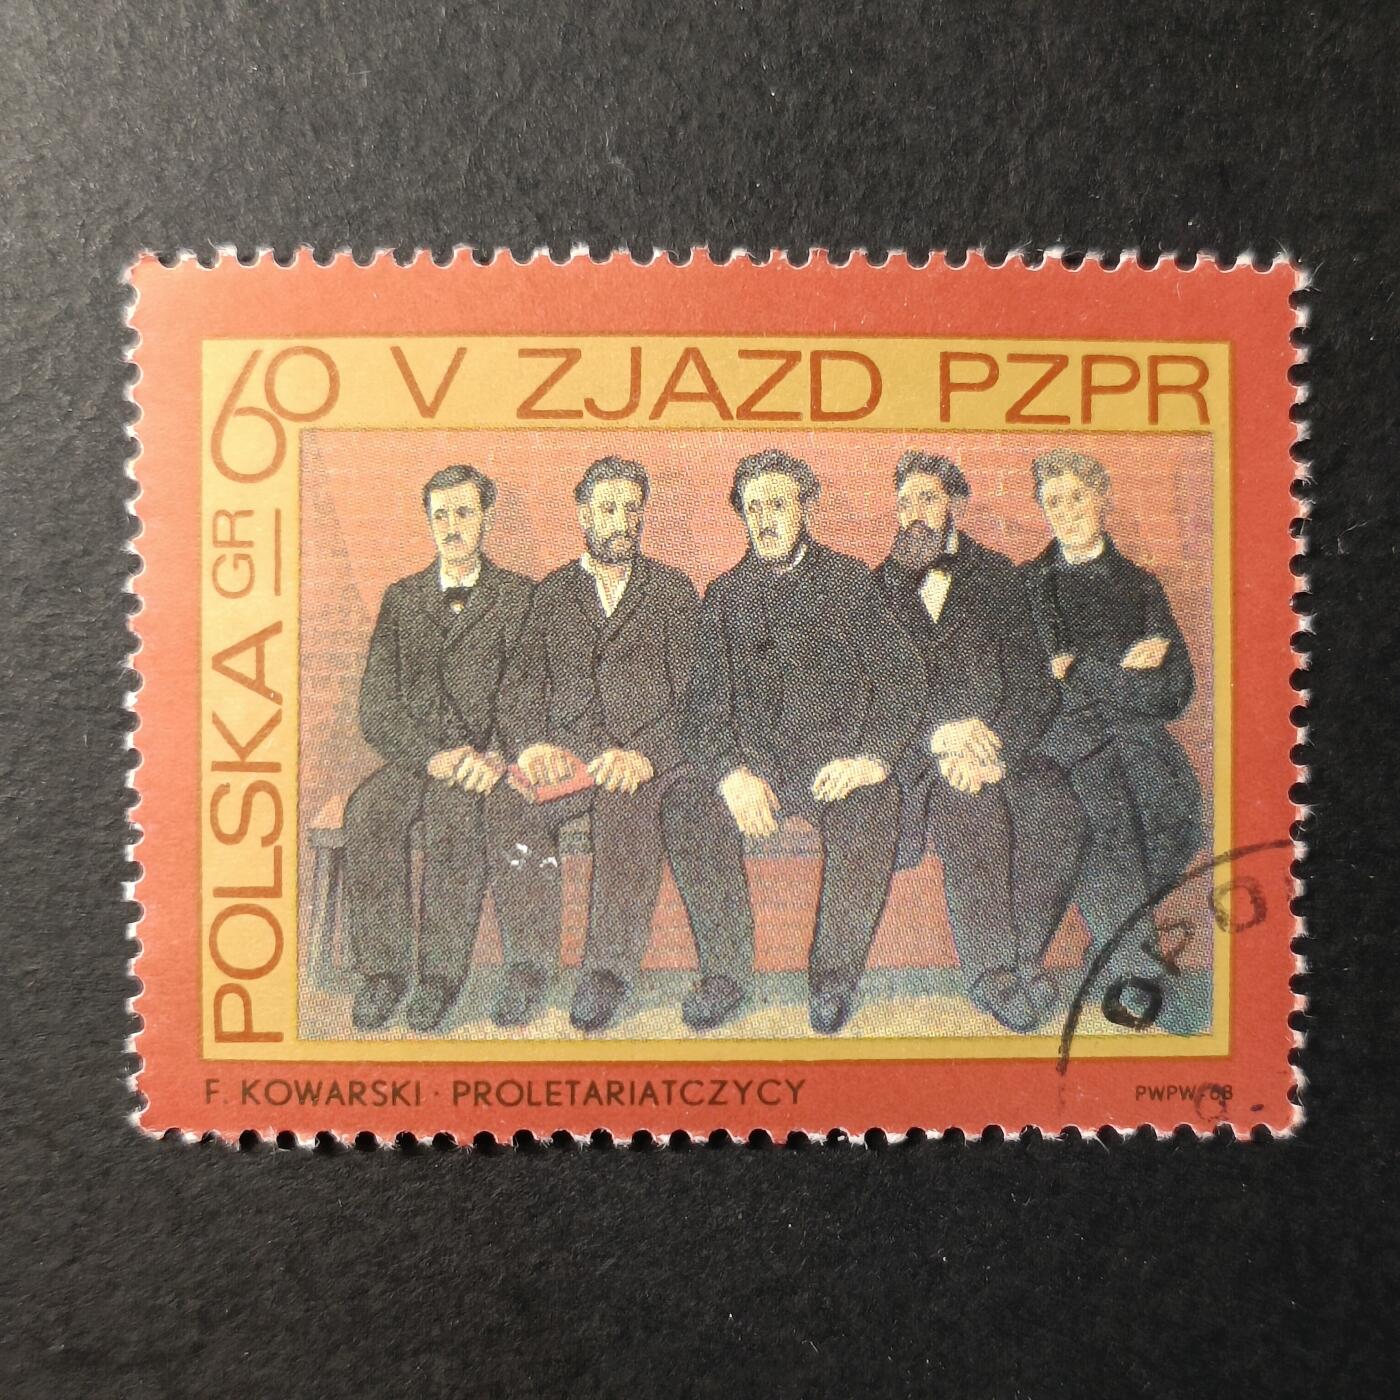 60 V ZJAZD PZPR
POLSKA GR
F. KOWARSKI · PROLETARIATCZYCY
PWPW-68